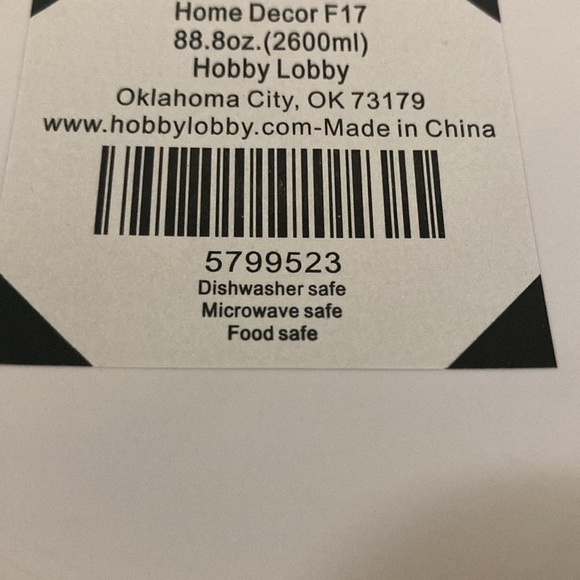 Home Decor F17
88.8oz.(2600ml)
Hobby Lobby
Oklahoma City, OK 73179
www.hobbylobby.com-Made in China
5799523
Dishwasher safe
Microwave safe
Food safe